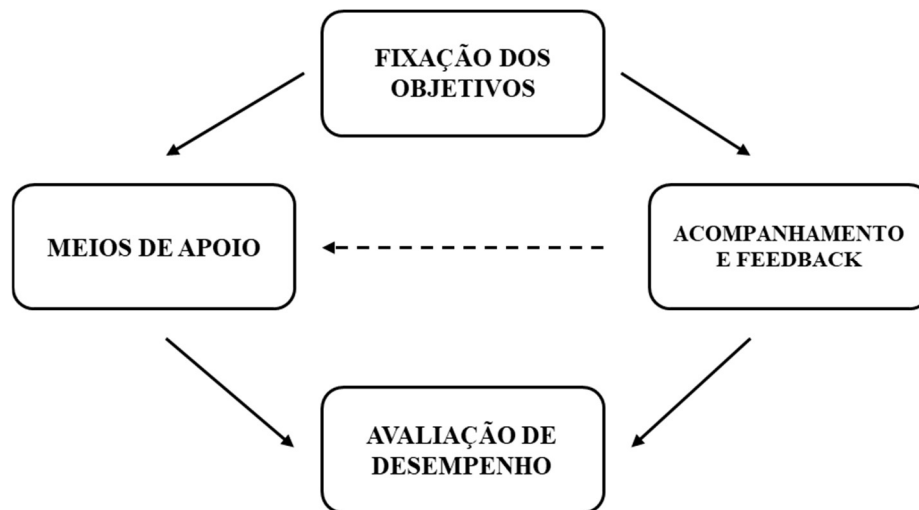 FIXAÇÃO DOS
OBJETIVOS
MEIOS DE APOIO
ACOMPANHAMENTO
E FEEDBACK
AVALIAÇÃO DE
DESEMPENHO